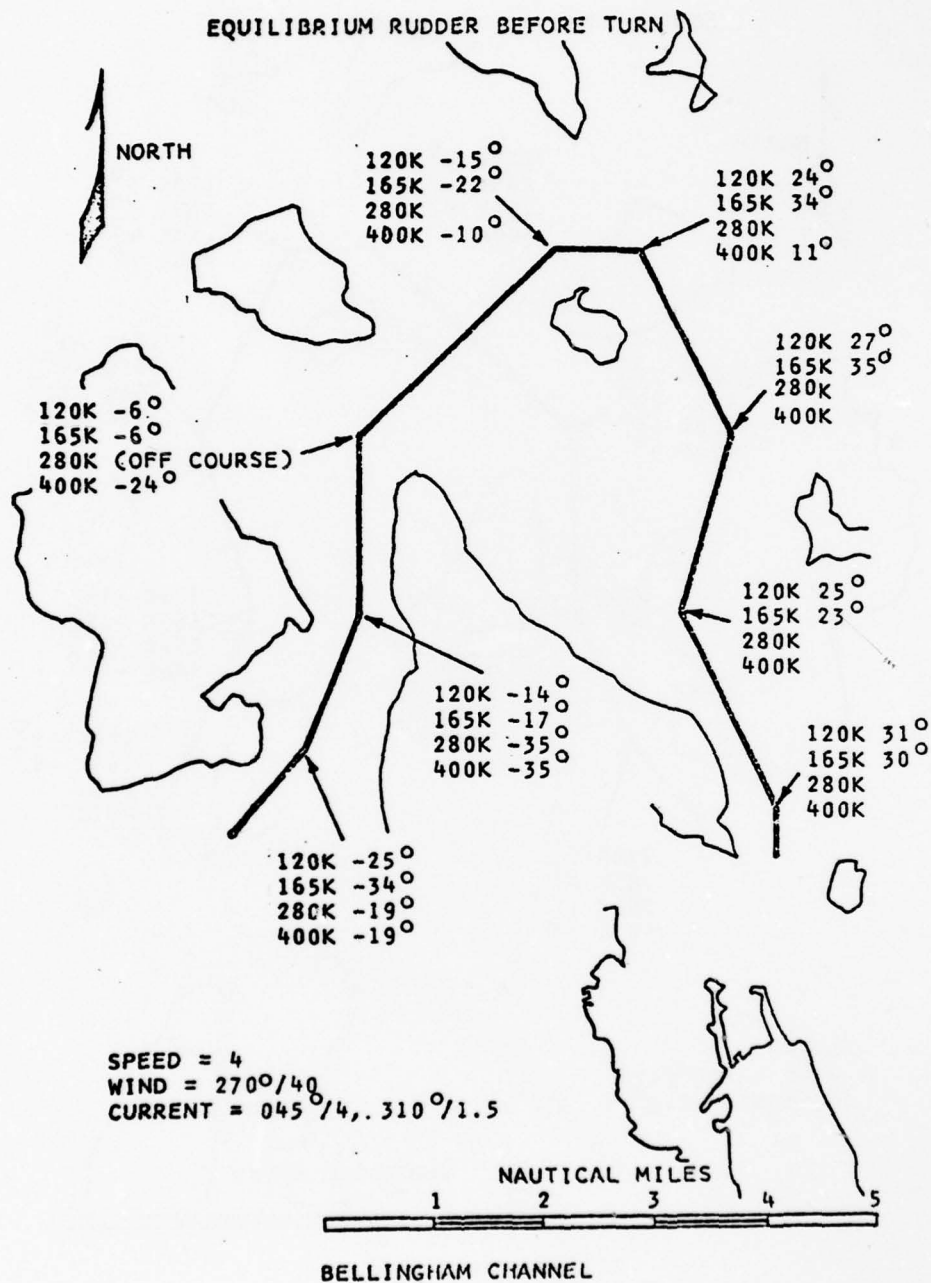 EQUILIBRIUM RUDDER BEFORE TURN
NORTH
120K -15°
165K -22°
280K
400K -10°
120K 24°
165K 34°
280K
400K 11°
120K 27°
165K 35°
280K
400K
120K -6°
165K -6°
280K (OFF COURSE)
400K -24°
120K 25°
165K 23°
280K
400K
120K -14°
165K -17°
280K -35°
400K -35°
120K 31°
165K 30°
280K
400K
120K -25°
165K -34°
280K -19°
400K -19°
SPEED = 4
WIND = 270°/40
CURRENT = 045°/4,.310°/1.5
NAUTICAL MILES
1 2 3 4 5
BELLINGHAM CHANNEL